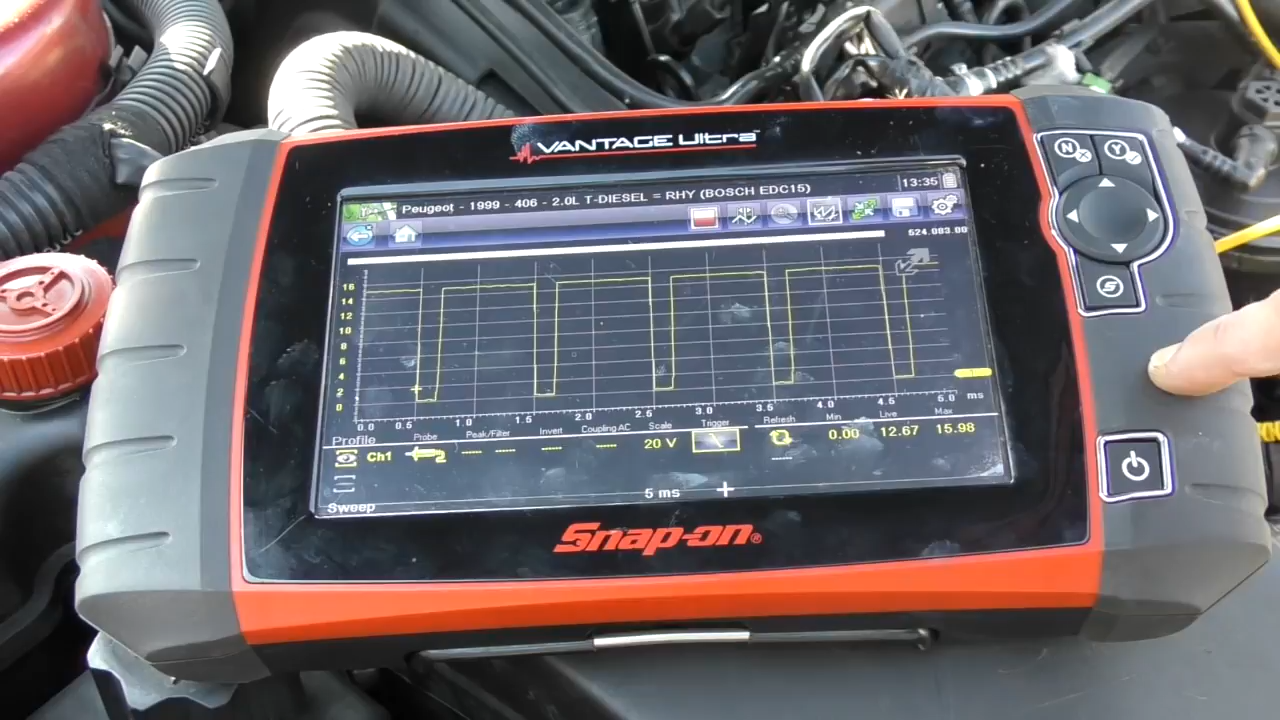 VANTAGE Ultra™
N X Y ✓
Peugeot - 1999 - 406 - 2.0L T-DIESEL = RHY (BOSCH EDC15) 13:35
524.083.00
16
14
12
10
8
6
4
2
0
0.0 0.5 1.0 1.5 2.0 2.5 3.0 3.5 4.0 4.5 5.0 ms
Profile Probe Peak/Filter Invert Coupling AC Scale Trigger Refresh Min Live Max
Ch1 2 ----- ----- ----- ----- 20 V ----- 0.00 12.67 15.98
Sweep 5 ms
Snap-on®
S
1